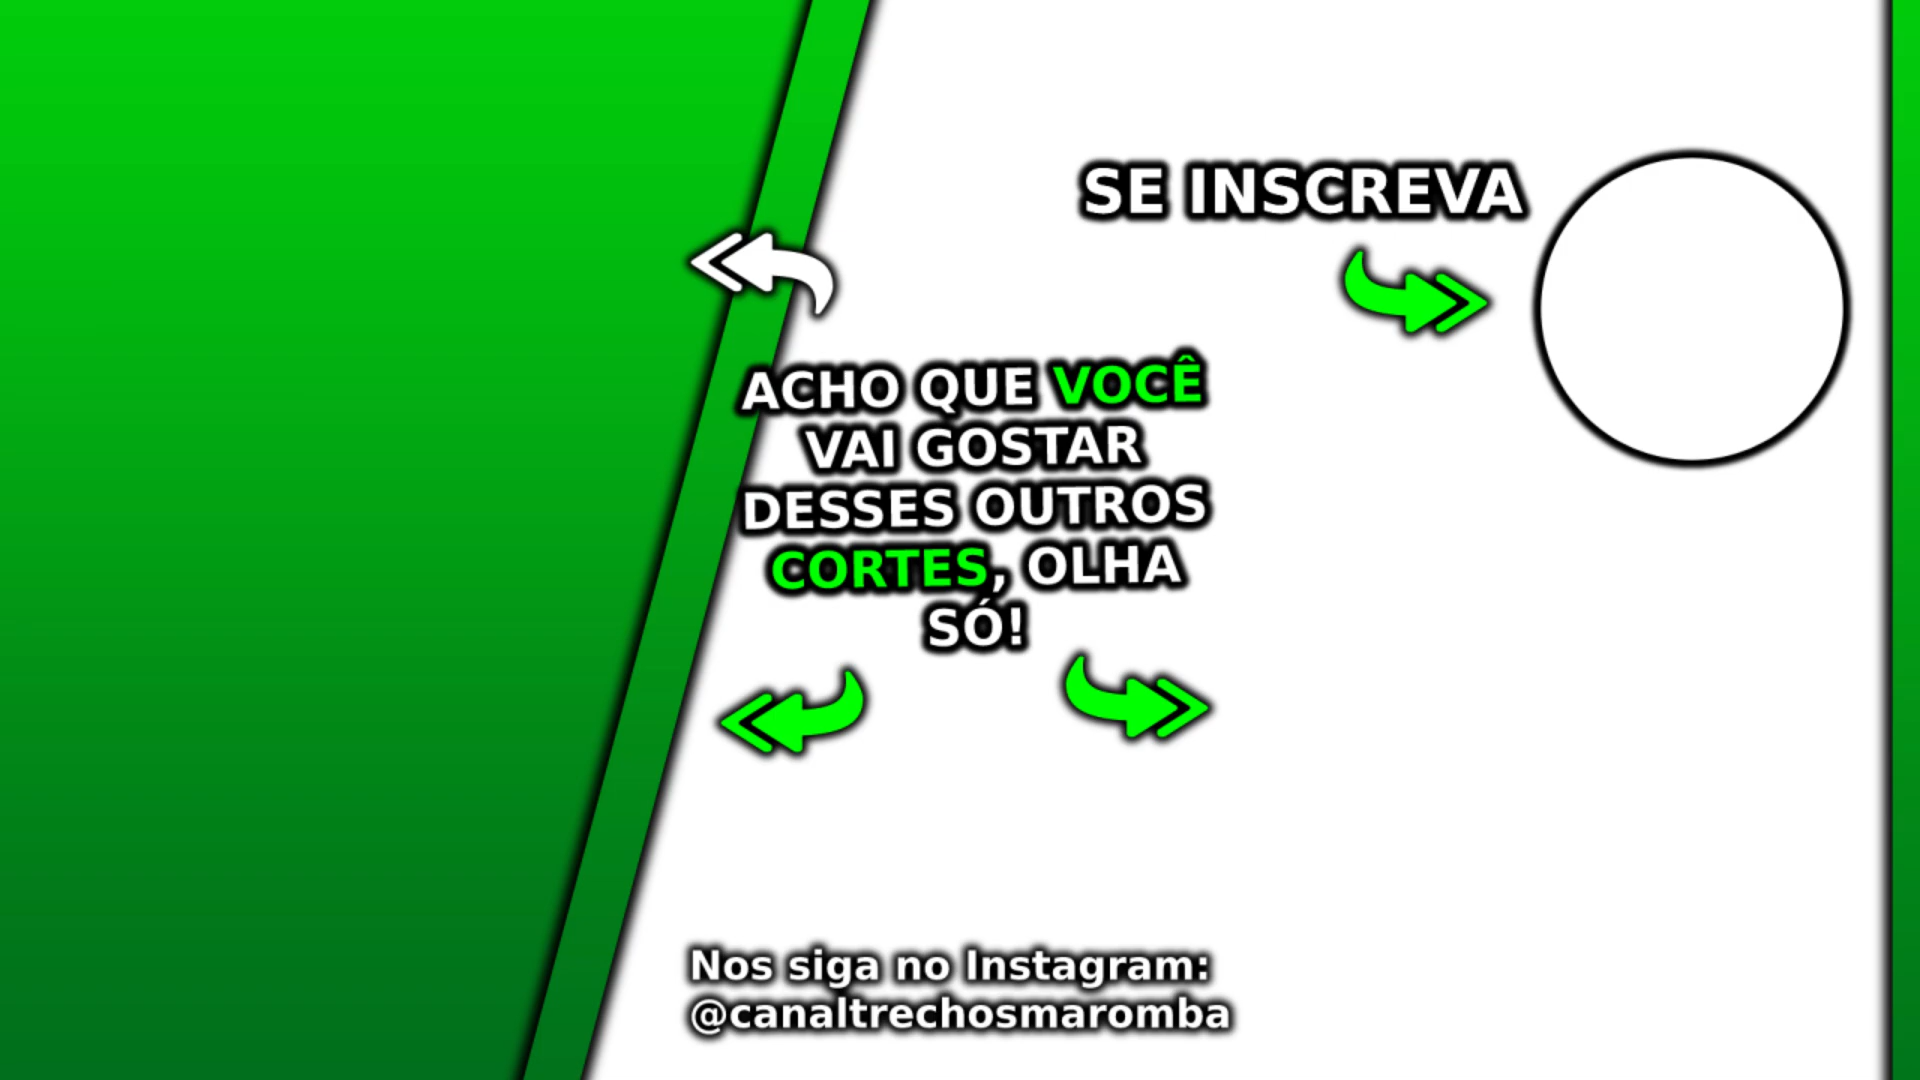 SE INSCREVA
ACHO QUE VOCÊ
VAI GOSTAR
DESSES OUTROS
CORTES, OLHA
SÓ!
Nos siga no Instagram:
@canaltrechosmaromba